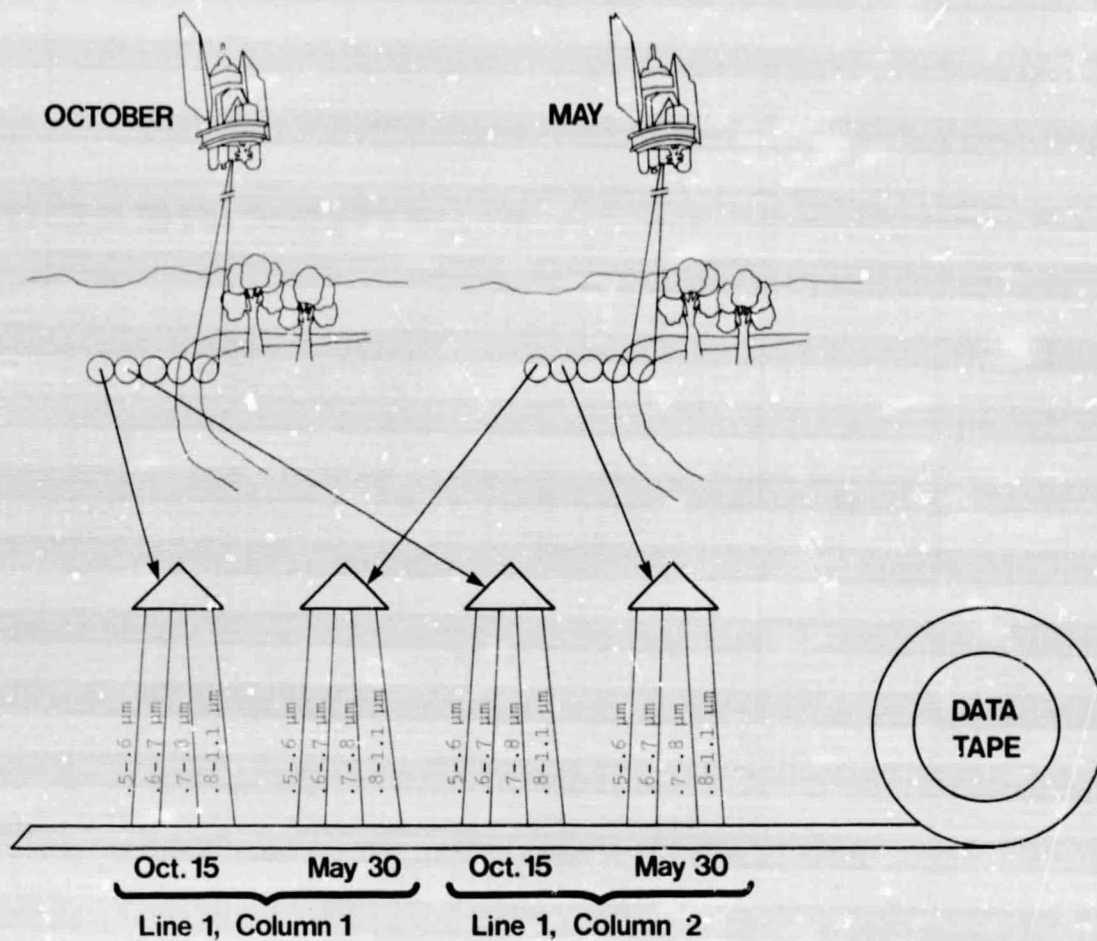 OCTOBER
MAY
5-.6 µm
6-.7 µm
7-.3 µm
8-1.1 µm
5-.6 µm
6-.7 µm
7-.8 µm
8-1.1 µm
5-.6 µm
6-.7 µm
7-.8 µm
8-1.1 µm
5-.6 µm
6-.7 µm
7-.8 µm
8-1.1 µm
DATA
TAPE
Oct. 15
May 30
Oct. 15
May 30
Line 1, Column 1
Line 1, Column 2